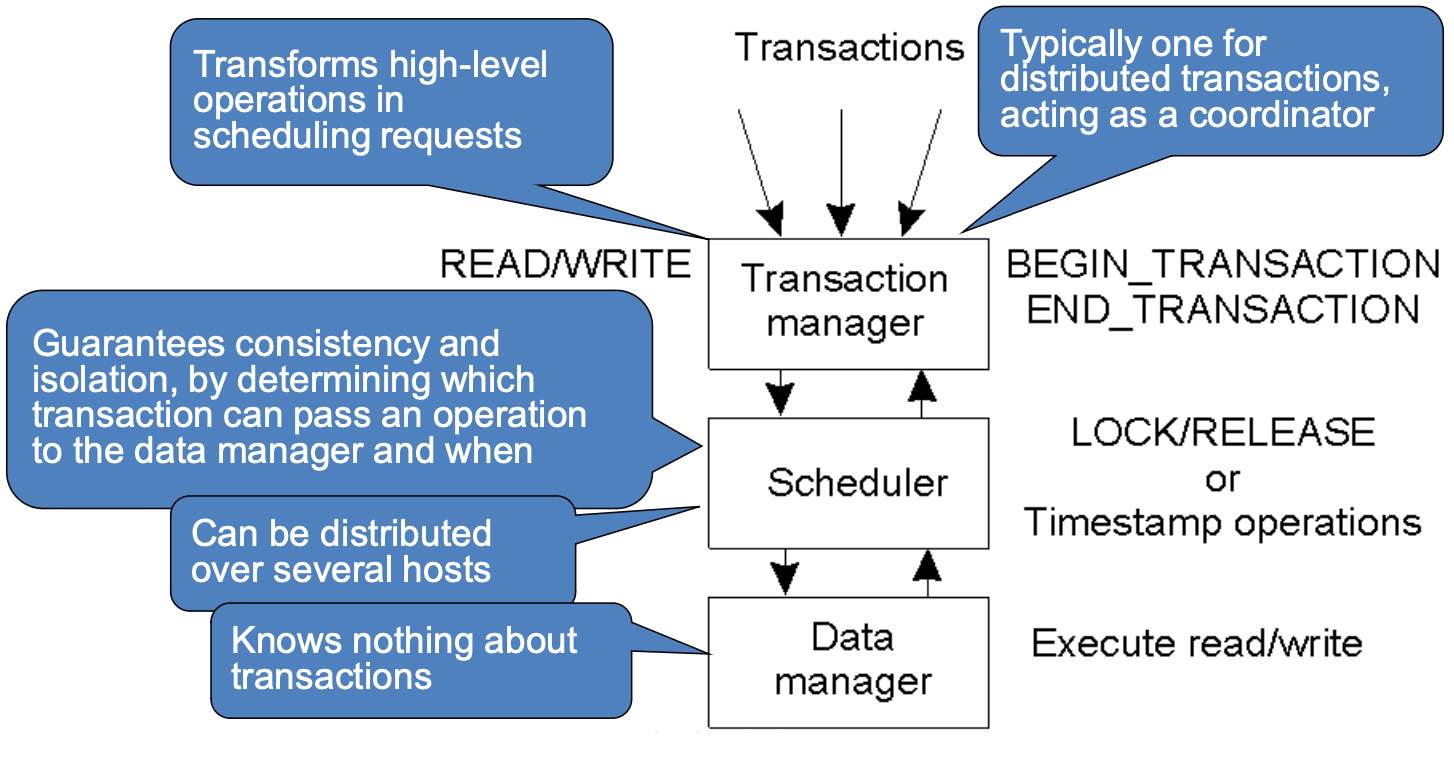 Transforms high-level
operations in
scheduling requests
Transactions
Typically one for
distributed transactions,
acting as a coordinator
READ/WRITE
Transaction
manager
BEGIN_TRANSACTION
END_TRANSACTION
Guarantees consistency and
isolation, by determining which
transaction can pass an operation
to the data manager and when
Scheduler
LOCK/RELEASE
or
Timestamp operations
Can be distributed
over several hosts
Knows nothing about
transactions
Data
manager
Execute read/write